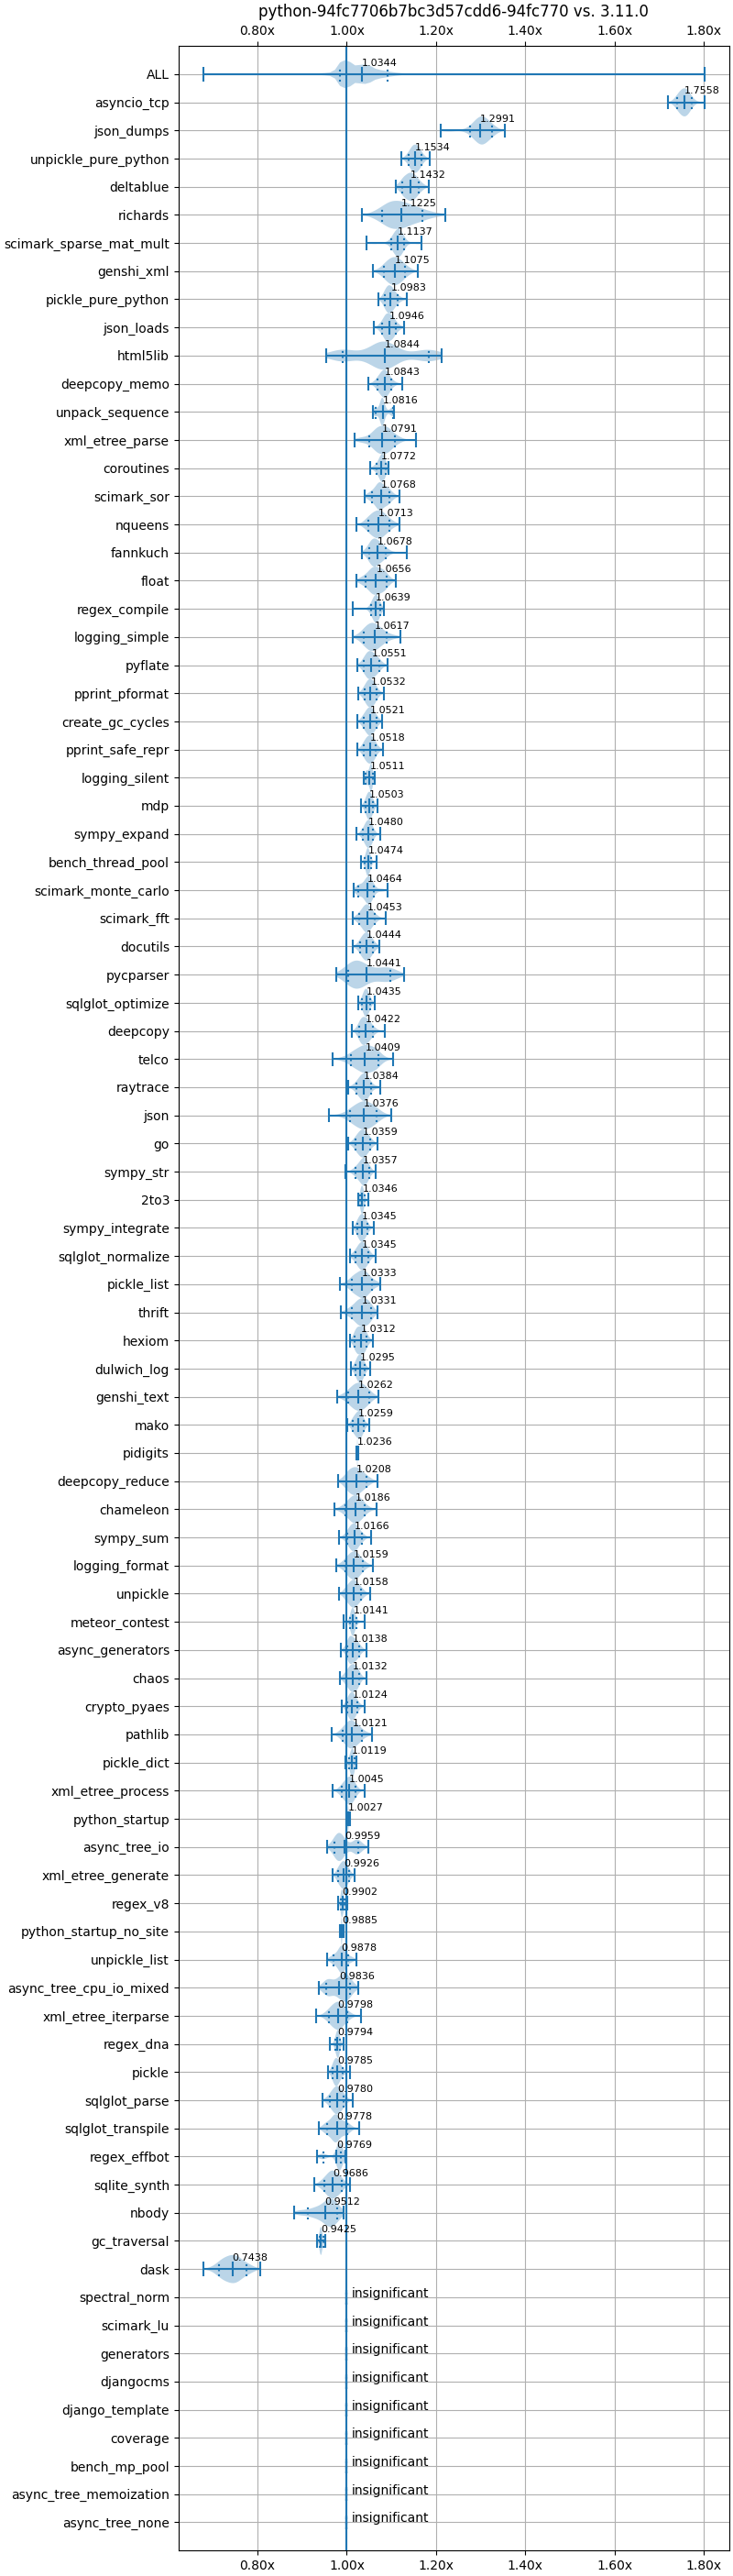 python-94fc7706b7bc3d57cdd6-94fc770 vs. 3.11.0
0.80x 1.00x 1.20x 1.40x 1.60x 1.80x
ALL 1.0344
asyncio_tcp 1.7558
json_dumps 1.2991
unpickle_pure_python 1.1534
deltablue 1.1432
richards 1.1225
scimark_sparse_mat_mult 1.1137
genshi_xml 1.1075
pickle_pure_python 1.0983
json_loads 1.0946
html5lib 1.0844
deepcopy_memo 1.0843
unpack_sequence 1.0816
xml_etree_parse 1.0791
coroutines 1.0772
scimark_sor 1.0768
nqueens 1.0713
fannkuch 1.0678
float 1.0656
regex_compile 1.0639
logging_simple 1.0617
pyflate 1.0551
pprint_pformat 1.0532
create_gc_cycles 1.0521
pprint_safe_repr 1.0518
logging_silent 1.0511
mdp 1.0503
sympy_expand 1.0480
bench_thread_pool 1.0474
scimark_monte_carlo 1.0464
scimark_fft 1.0453
docutils 1.0444
pycparser 1.0441
sqlglot_optimize 1.0435
deepcopy 1.0422
telco 1.0409
raytrace 1.0384
json 1.0376
go 1.0359
sympy_str 1.0357
2to3 1.0346
sympy_integrate 1.0345
sqlglot_normalize 1.0345
pickle_list 1.0333
thrift 1.0331
hexiom 1.0312
dulwich_log 1.0295
genshi_text 1.0262
mako 1.0259
pidigits 1.0236
deepcopy_reduce 1.0208
chameleon 1.0186
sympy_sum 1.0166
logging_format 1.0159
unpickle 1.0158
meteor_contest 1.0141
async_generators 1.0138
chaos 1.0132
crypto_pyaes 1.0124
pathlib 1.0121
pickle_dict 1.0119
xml_etree_process 1.0045
python_startup 1.0027
async_tree_io 0.9959
xml_etree_generate 0.9926
regex_v8 0.9902
python_startup_no_site 0.9885
unpickle_list 0.9878
async_tree_cpu_io_mixed 0.9836
xml_etree_iterparse 0.9798
regex_dna 0.9794
pickle 0.9785
sqlglot_parse 0.9780
sqlglot_transpile 0.9778
regex_effbot 0.9769
sqlite_synth 0.9686
nbody 0.9512
gc_traversal 0.9425
dask 0.7438
spectral_norm insignificant
scimark_lu insignificant
generators insignificant
djangocms insignificant
django_template insignificant
coverage insignificant
bench_mp_pool insignificant
async_tree_memoization insignificant
async_tree_none insignificant
0.80x 1.00x 1.20x 1.40x 1.60x 1.80x